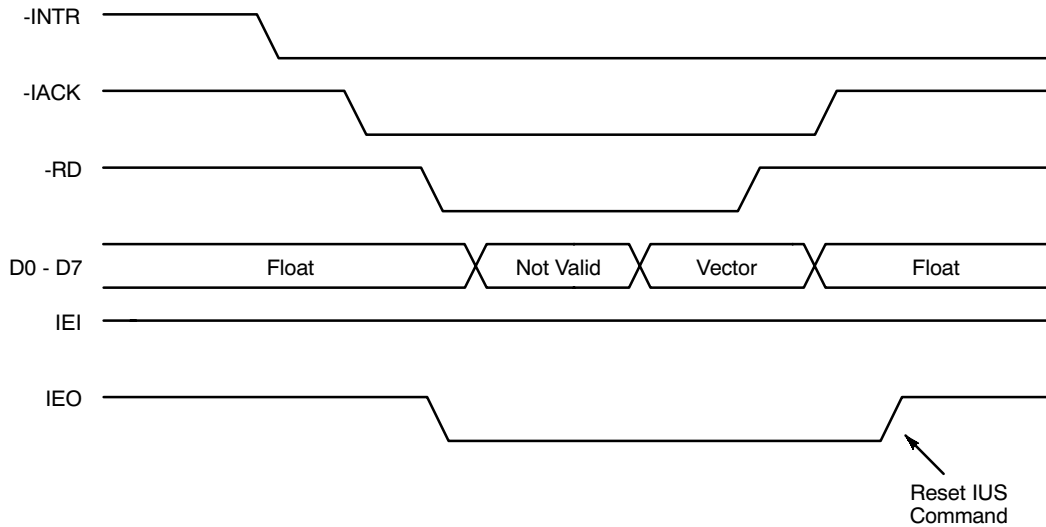 -INTR
-IACK
-RD
D0 - D7
Float
Not Valid
Vector
Float
IEI
IEO
Reset IUS
Command